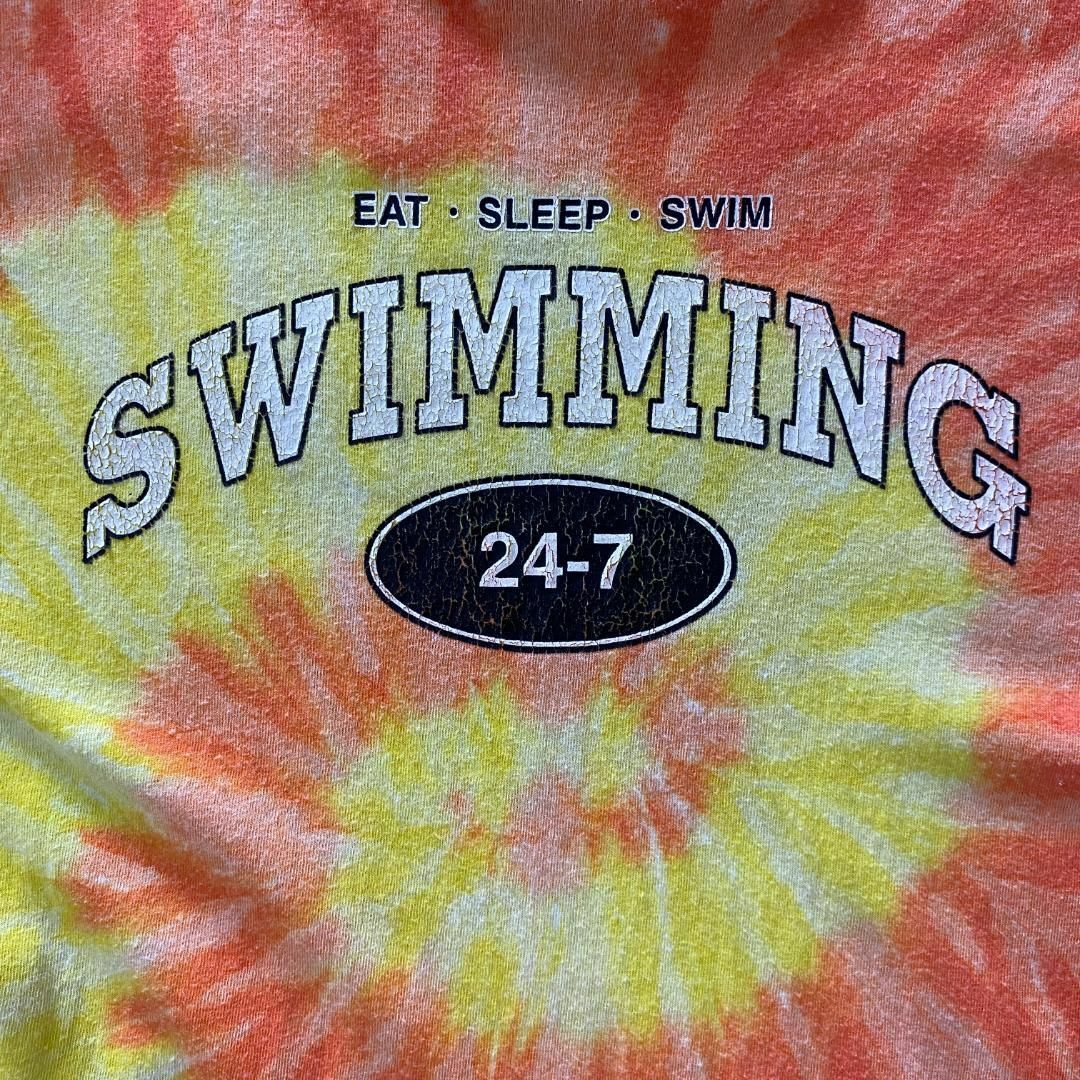 EAT · SLEEP · SWIM
SWIMMING
24-7